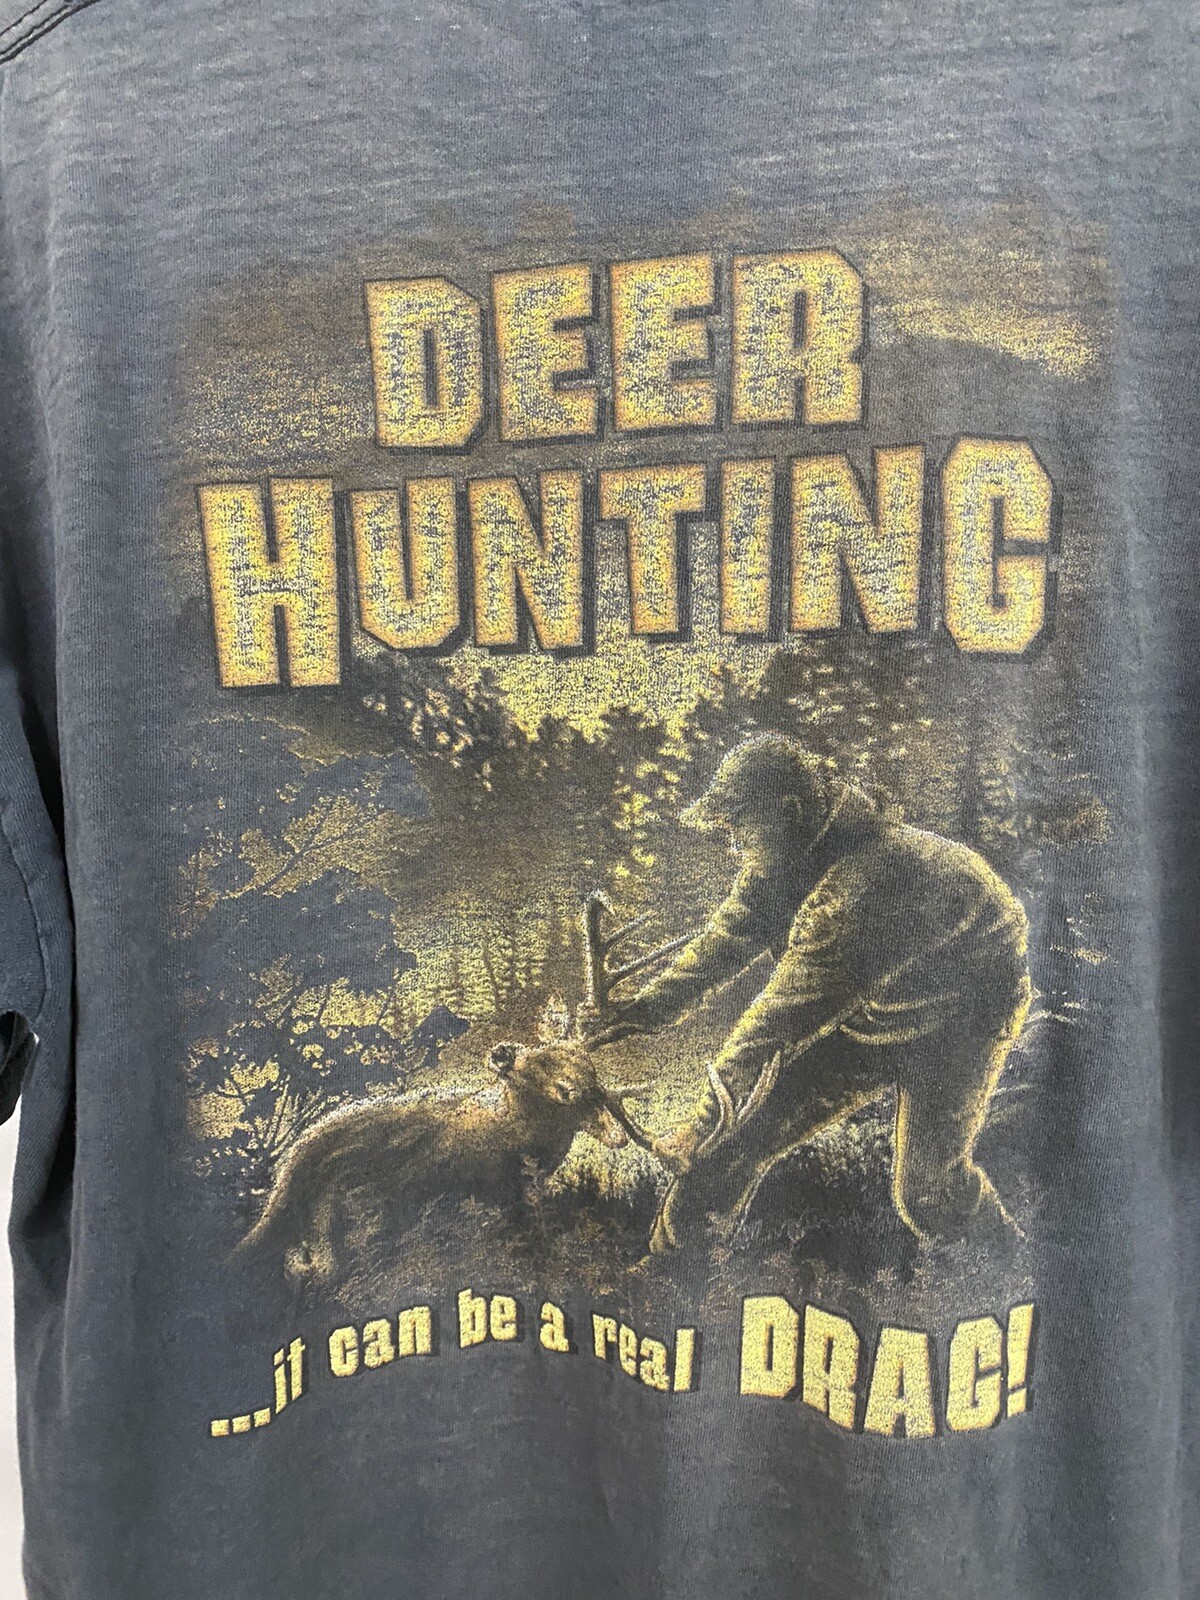 DEER
HUNTING
...it can be a real DRAG!